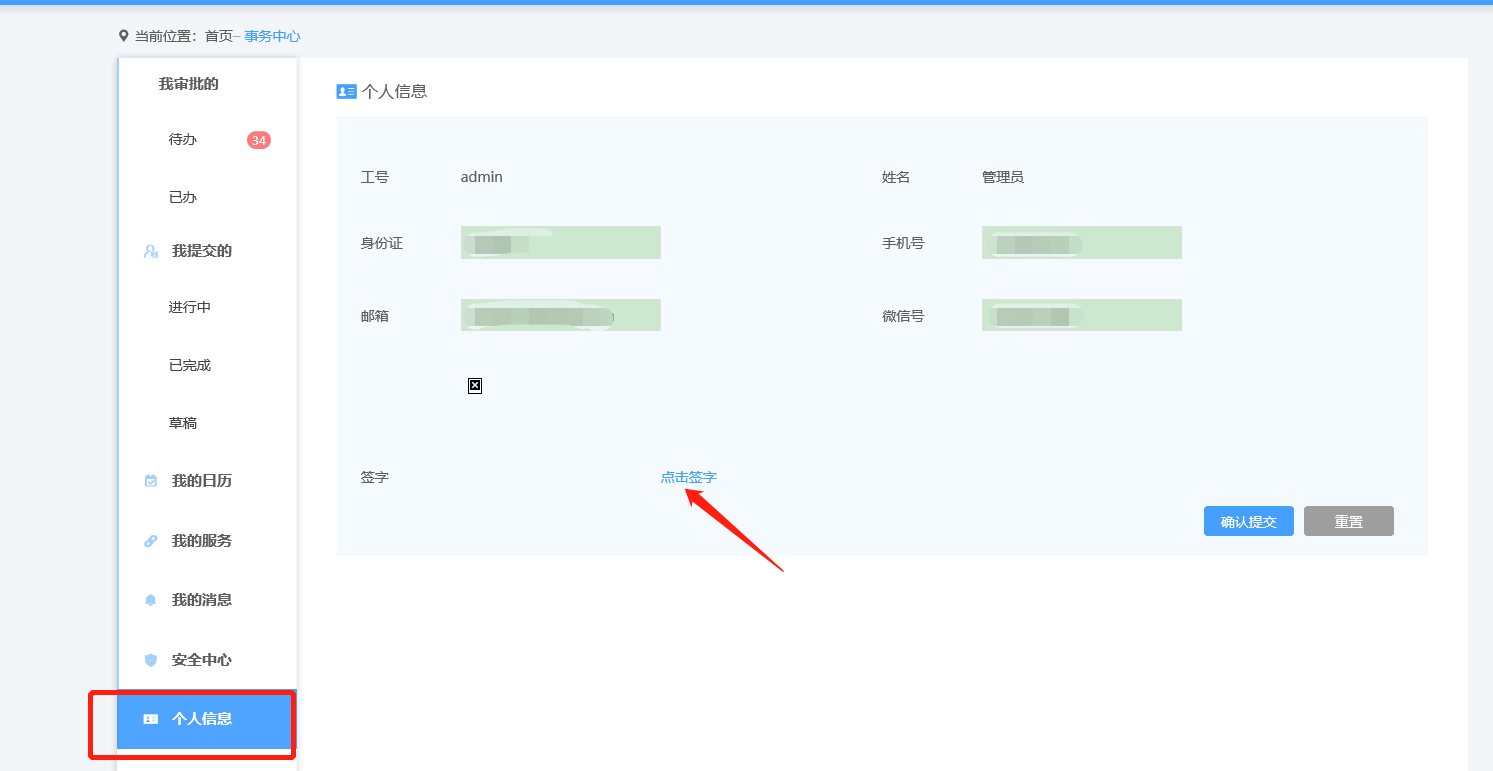 当前位置：首页– 事务中心
我审批的
待办 34
已办
我提交的
进行中
已完成
草稿
我的日历
我的服务
我的消息
安全中心
个人信息
个人信息
工号 admin 姓名 管理员
身份证 手机号
邮箱 微信号
签字 点击签字
确认提交 重置